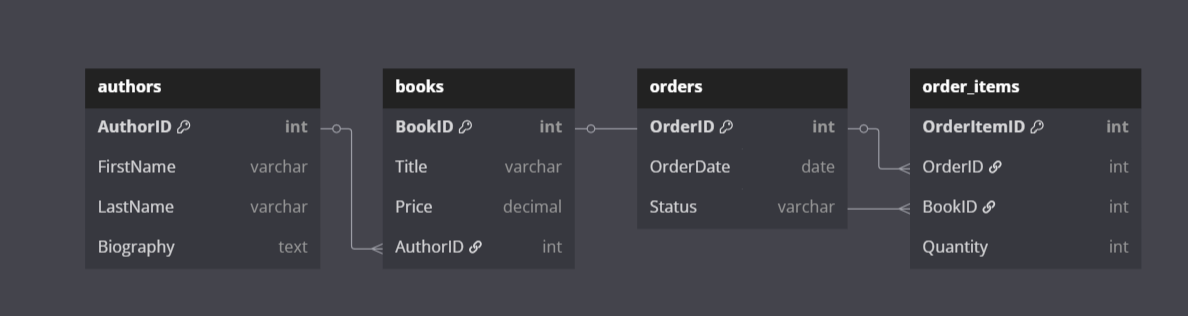 authors
AuthorID int
FirstName varchar
LastName varchar
Biography text
books
BookID int
Title varchar
Price decimal
AuthorID int
orders
OrderID int
OrderDate date
Status varchar
order_items
OrderItemID int
OrderID int
BookID int
Quantity int